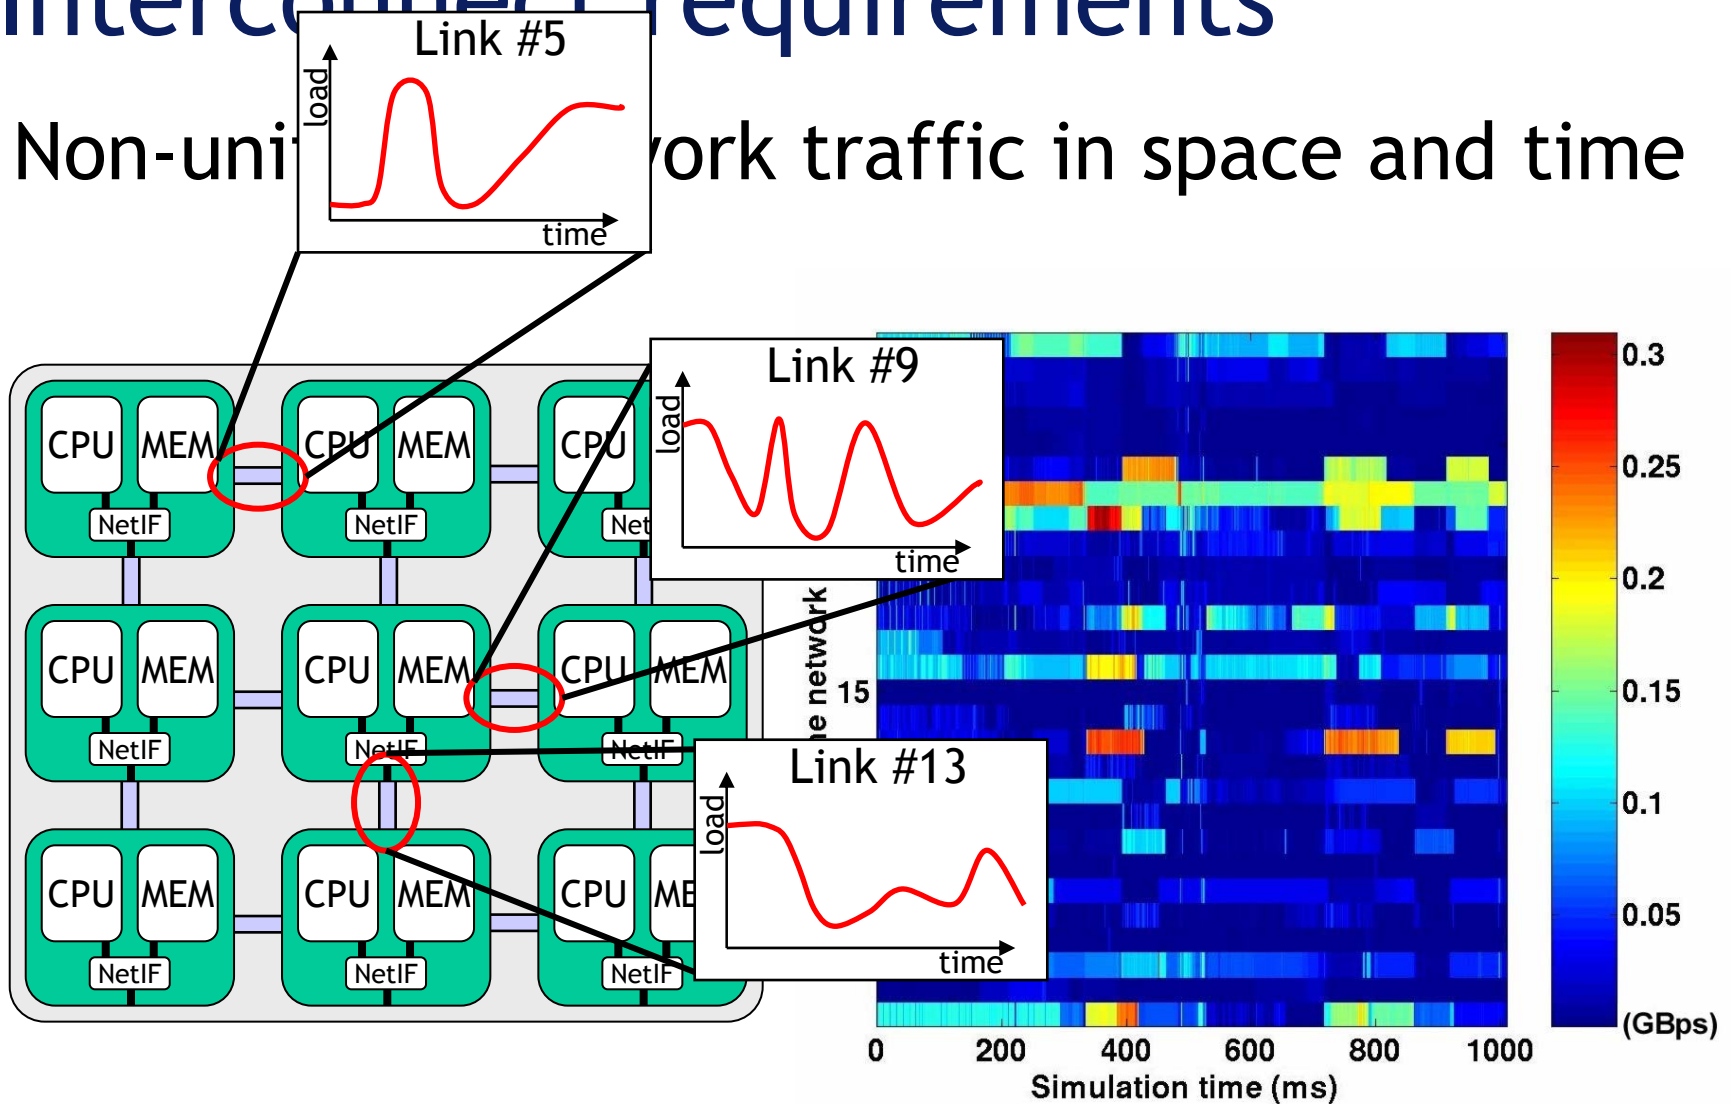 requirements
Link #5
load
time
Non-uni
work traffic in space and time
Link #9
load
time
CPU MEM CPU MEM CPU
NetIF NetIF Net
CPU MEM CPU MEM CPU MEM
NetIF NetIF NetIF
Link #13
load
time
CPU MEM CPU MEM CPU ME
NetIF NetIF NetIF
network
15
0.3
0.25
0.2
0.15
0.1
0.05
(GBps)
0 200 400 600 800 1000
Simulation time (ms)